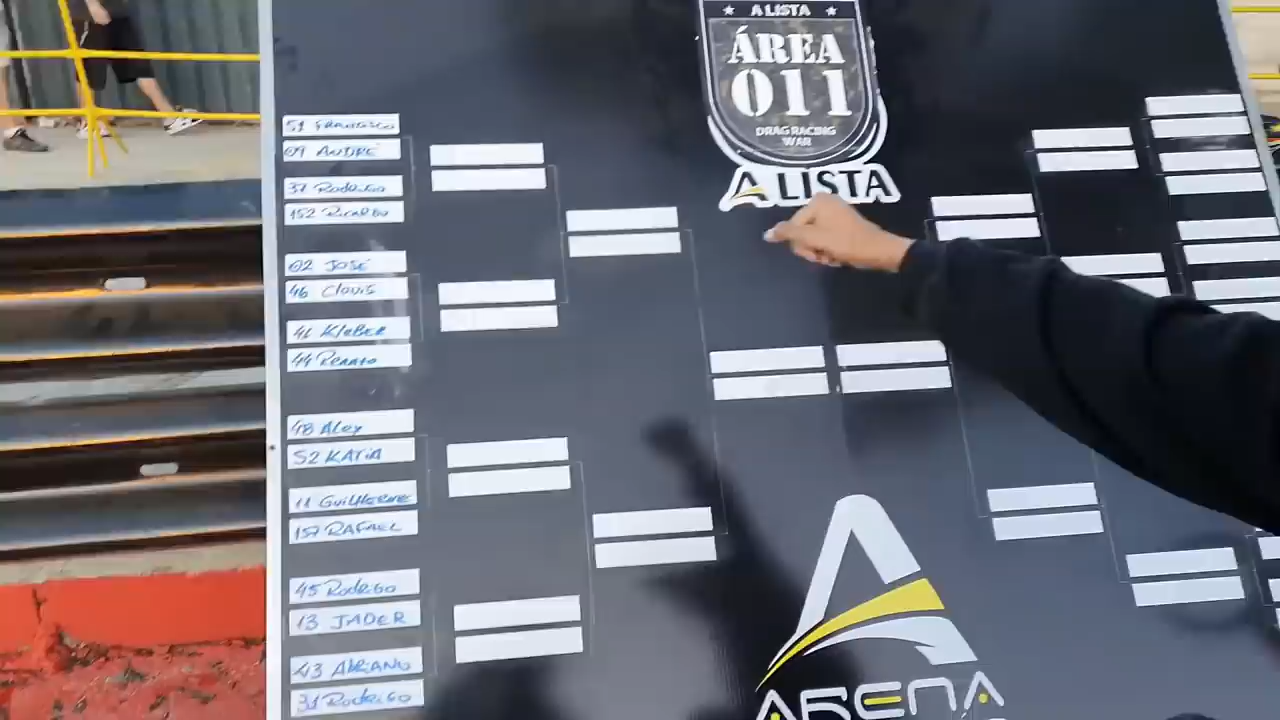 A LISTA
ÁREA
011
DRAG RACING
WAR
A LISTA
51 FRANCISCO
09 ANDRÉ
37 Rodrigo
152 Ricardo
02 JOSÉ
46 Clovis
41 KleBER
44 Renato
48 Alex
52 KATIA
11 GuilHerme
157 RAFAEL
45 Rodrigo
13 JADER
43 ADRIANO
31 Rodrigo
ARENA